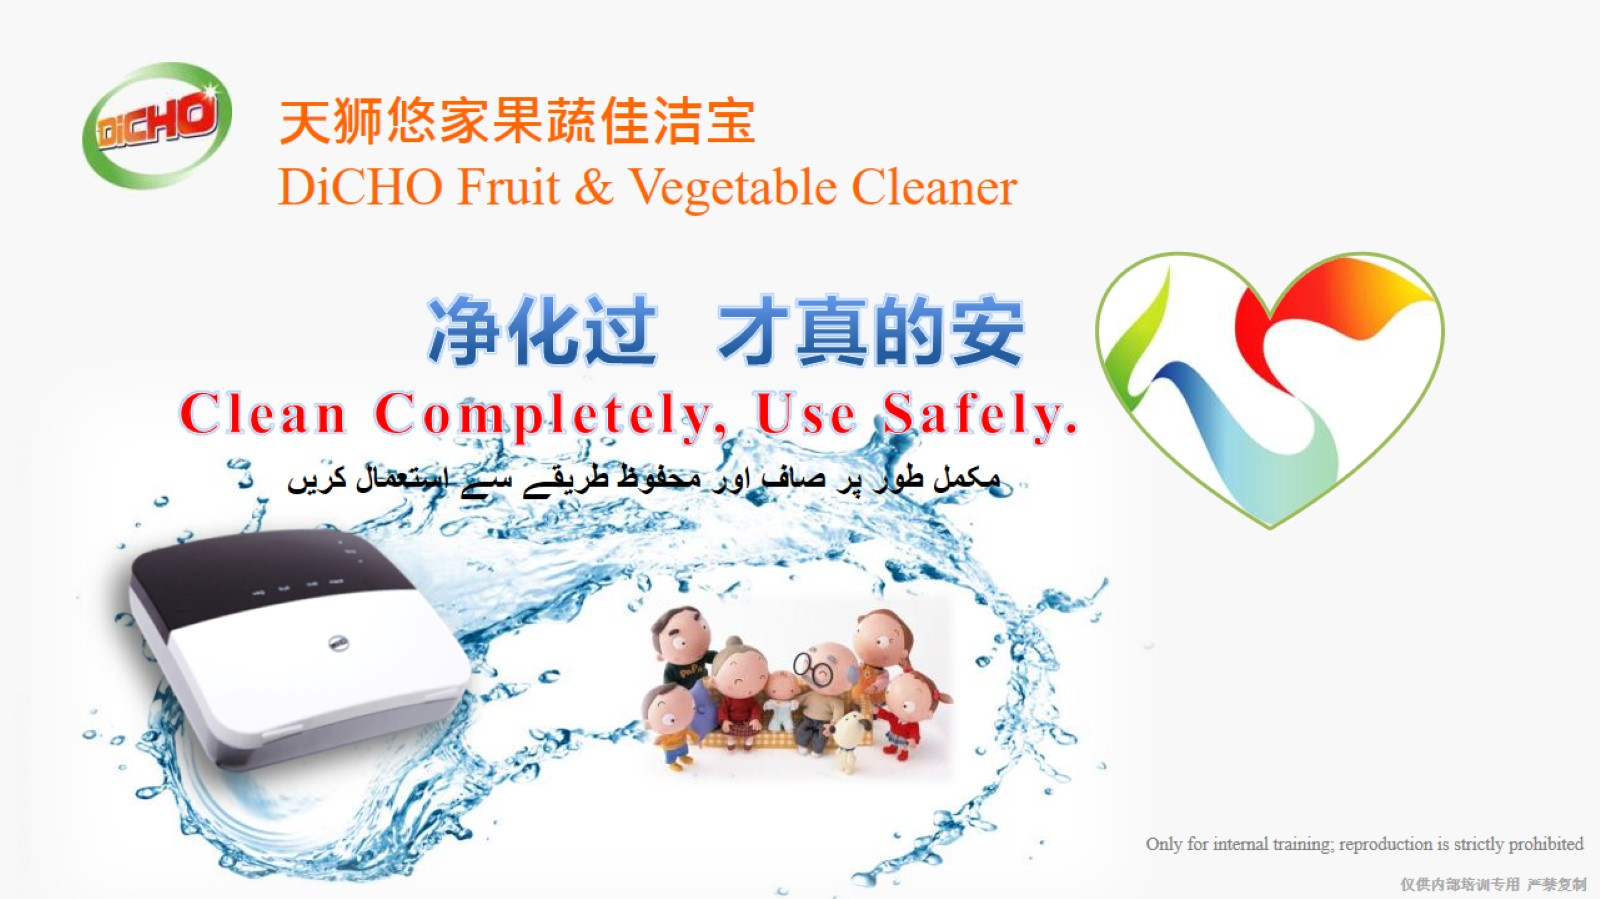 DiCHO
天狮悠家果蔬佳洁宝
DiCHO Fruit & Vegetable Cleaner
净化过 才真的安
Clean Completely, Use Safely.
مکمل طور پر صاف اور محفوظ طریقے سے استعمال کریں
Only for internal training; reproduction is strictly prohibited
仅供内部培训专用 严禁复制